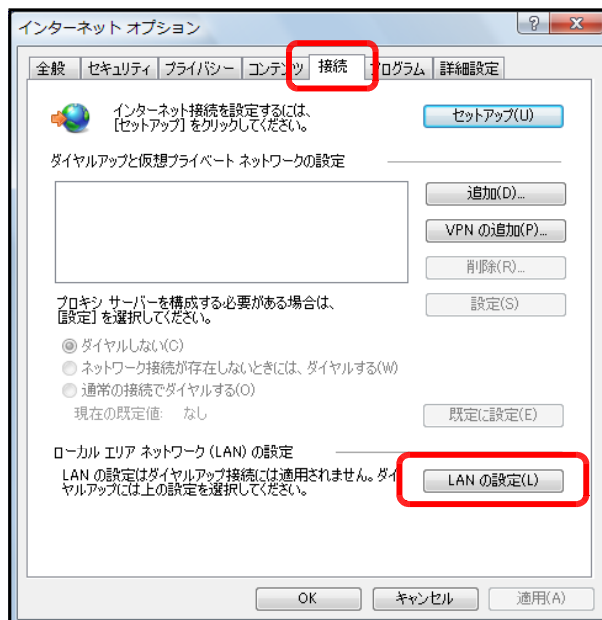 インターネット オプション
?
全般 セキュリティ プライバシー コンテンツ 接続 プログラム 詳細設定
インターネット接続を設定するには、
[セットアップ] をクリックしてください。
セットアップ(U)
ダイヤルアップと仮想プライベート ネットワークの設定
追加(D)...
VPN の追加(P)...
削除(R)...
プロキシ サーバーを構成する必要がある場合は、
[設定] を選択してください。
設定(S)
ダイヤルしない(C)
ネットワーク接続が存在しないときには、ダイヤルする(W)
通常の接続でダイヤルする(O)
現在の既定値: なし
既定に設定(E)
ローカル エリア ネットワーク (LAN) の設定
LAN の設定はダイヤルアップ接続には適用されません。ダイ
ヤルアップには上の設定を選択してください。
LAN の設定(L)
OK キャンセル 適用(A)